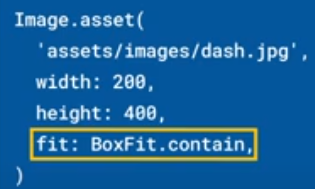 Image.asset(
'assets/images/dash.jpg',
width: 200,
height: 400,
fit: BoxFit.contain,
)